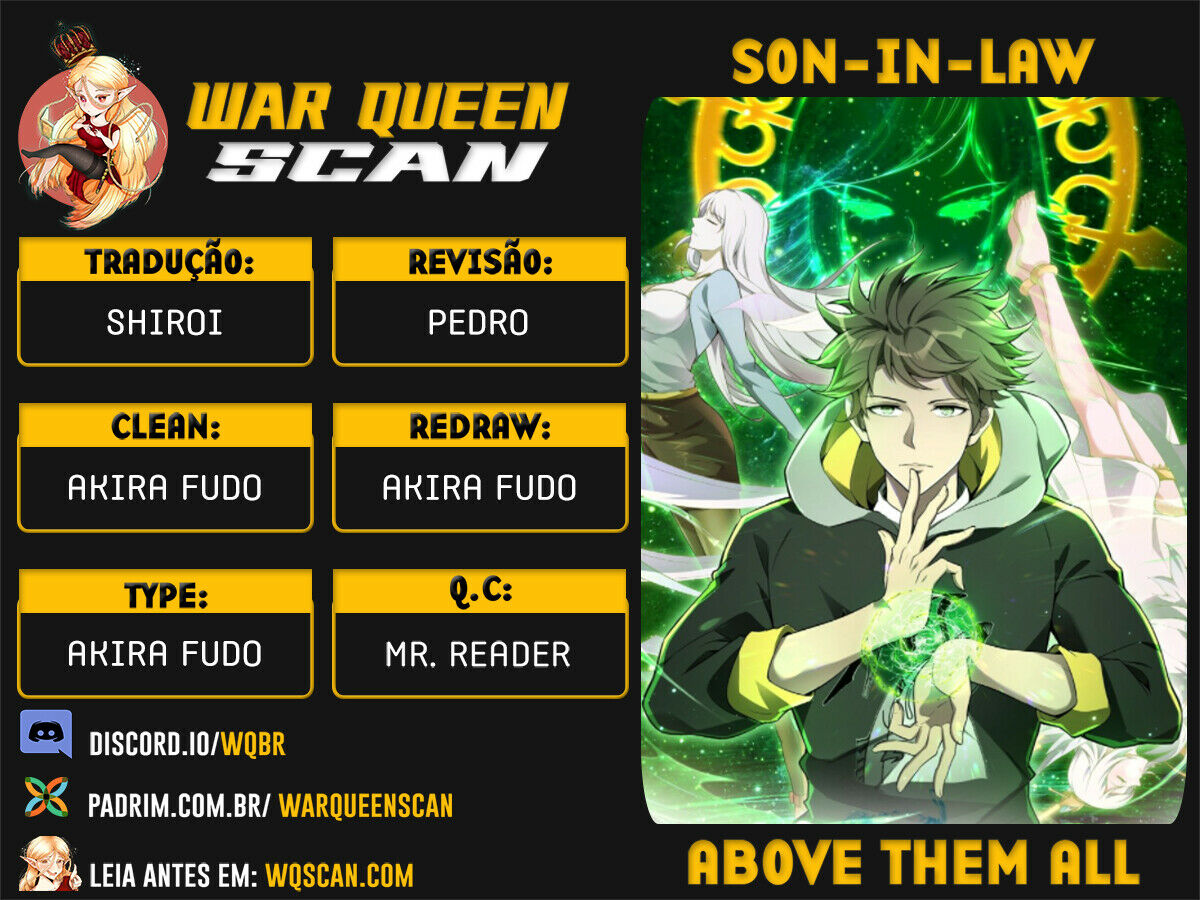 WAR QUEEN
SCAN
TRADUÇÃO:
SHIROI
REVISÃO:
PEDRO
CLEAN:
AKIRA FUDO
REDRAW:
AKIRA FUDO
TYPE:
AKIRA FUDO
Q.C:
MR. READER
DISCORD.IO/WQBR
PADRIM.COM.BR/ WARQUEENSCAN
LEIA ANTES EM: WQSCAN.COM
SON-IN-LAW
ABOVE THEM ALL